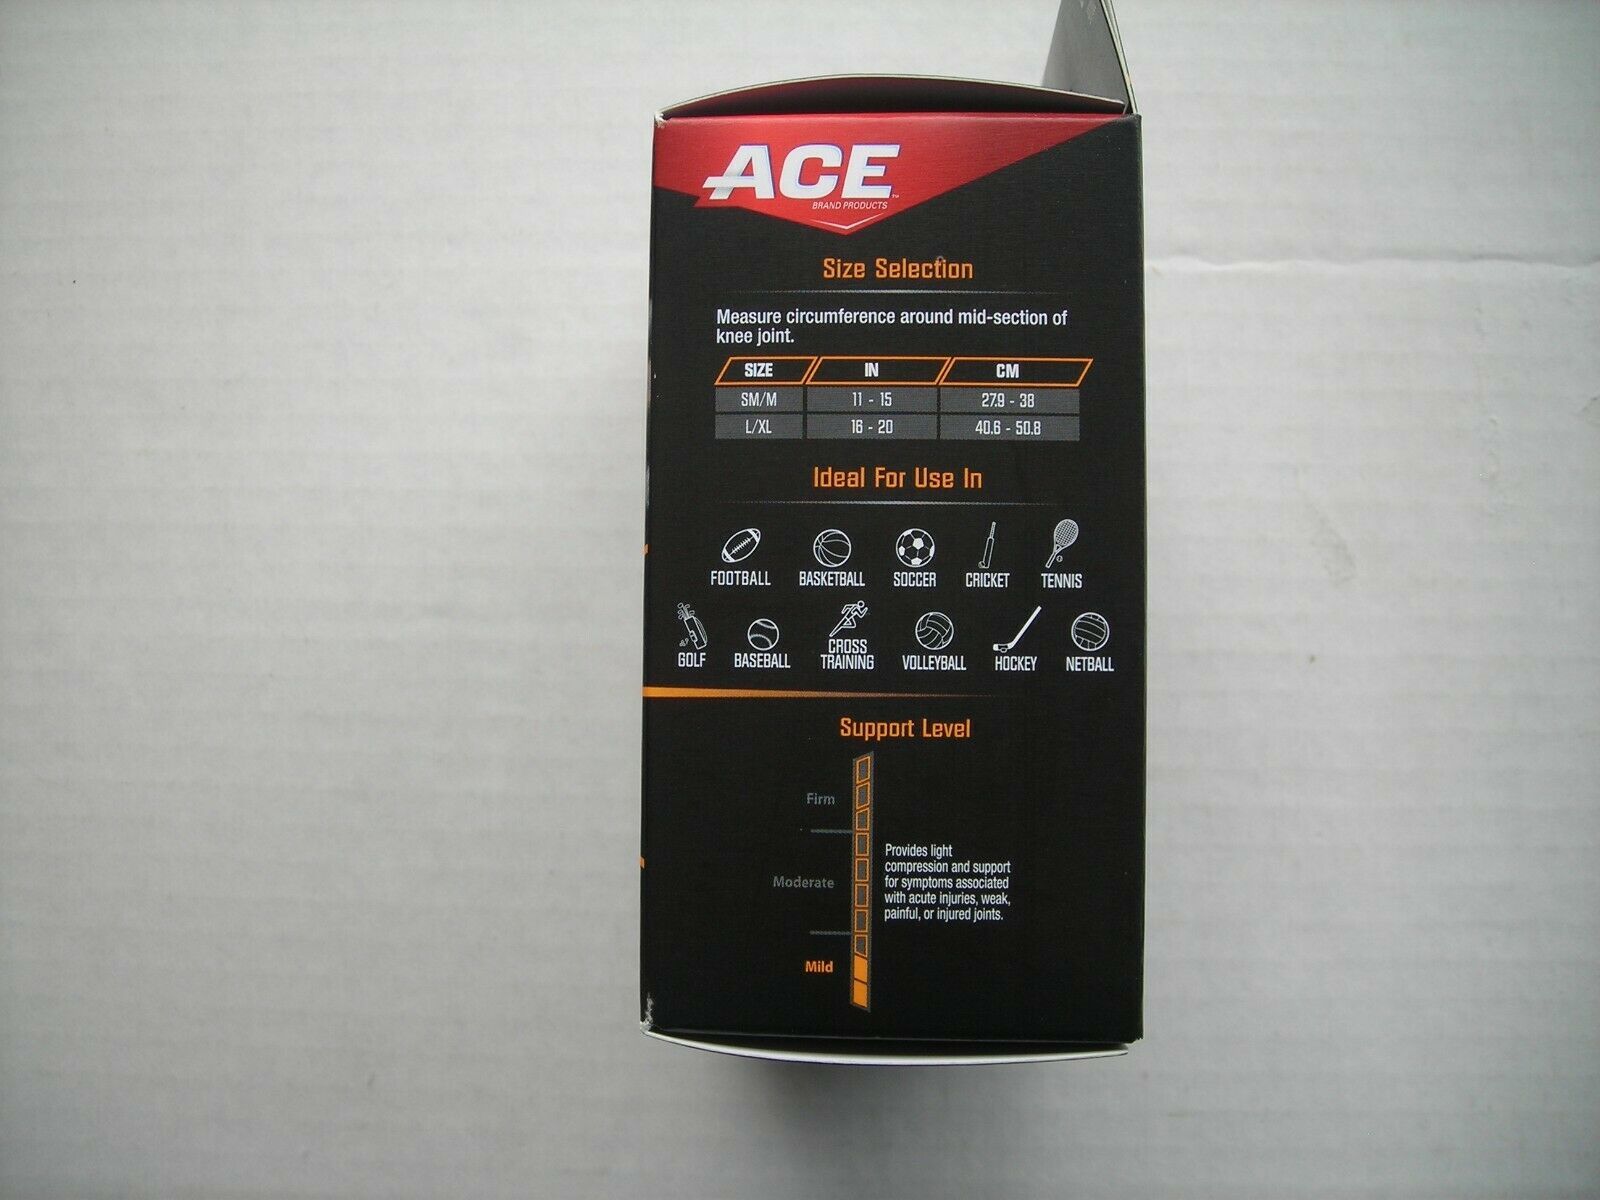 ACE™
BRAND PRODUCTS
Size Selection
Measure circumference around mid-section of
knee joint.
SIZE IN CM
SM/M 11 - 15 27.9 - 38
L/XL 16 - 20 40.6 - 50.8
Ideal For Use In
FOOTBALL BASKETBALL SOCCER CRICKET TENNIS
GOLF BASEBALL CROSS TRAINING VOLLEYBALL HOCKEY NETBALL
Support Level
Firm
Moderate
Mild
Provides light
compression and support
for symptoms associated
with acute injuries, weak,
painful, or injured joints.